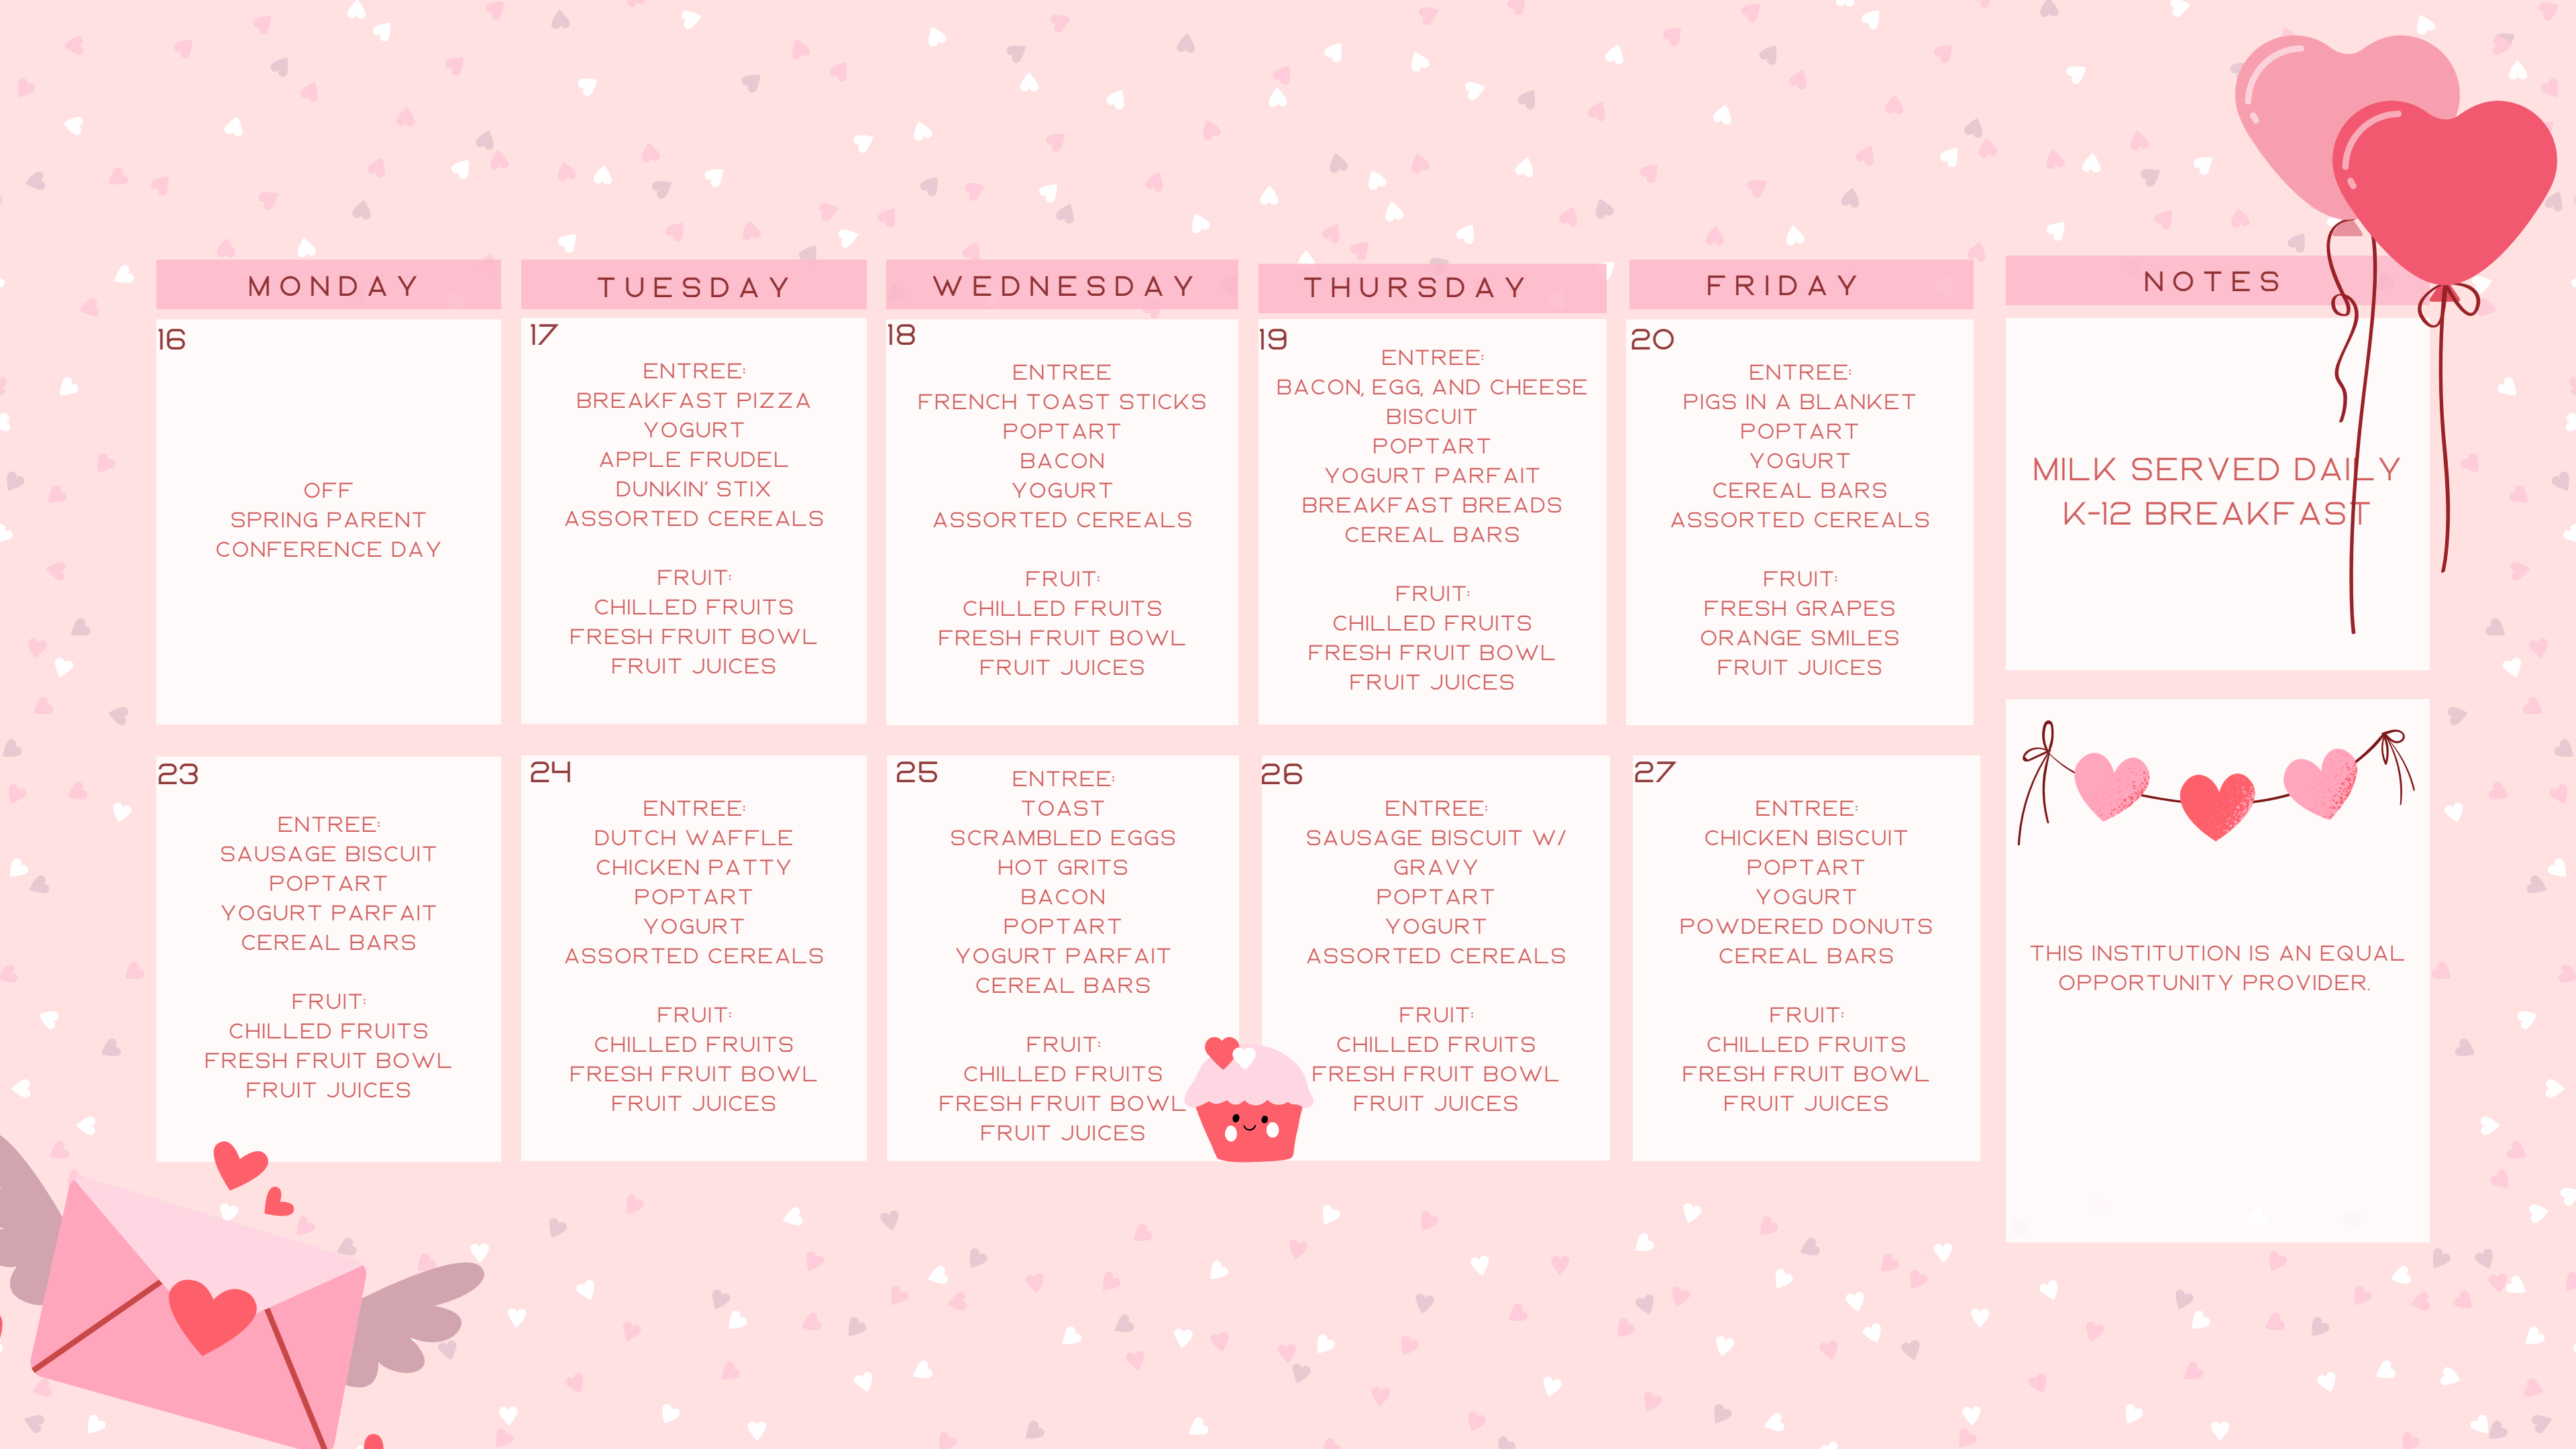 MONDAY
TUESDAY
WEDNESDAY
THURSDAY
FRIDAY
NOTES
16
OFF
SPRING PARENT
CONFERENCE DAY
17
ENTREE:
BREAKFAST PIZZA
YOGURT
APPLE FRUDEL
DUNKIN' STIX
ASSORTED CEREALS
FRUIT:
CHILLED FRUITS
FRESH FRUIT BOWL
FRUIT JUICES
18
ENTREE
FRENCH TOAST STICKS
POPTART
BACON
YOGURT
ASSORTED CEREALS
FRUIT:
CHILLED FRUITS
FRESH FRUIT BOWL
FRUIT JUICES
19
ENTREE:
BACON, EGG, AND CHEESE
BISCUIT
POPTART
YOGURT PARFAIT
BREAKFAST BREADS
CEREAL BARS
FRUIT:
CHILLED FRUITS
FRESH FRUIT BOWL
FRUIT JUICES
20
ENTREE:
PIGS IN A BLANKET
POPTART
YOGURT
CEREAL BARS
ASSORTED CEREALS
FRUIT:
FRESH GRAPES
ORANGE SMILES
FRUIT JUICES
MILK SERVED DAILY
K-12 BREAKFAST
23
ENTREE:
SAUSAGE BISCUIT
POPTART
YOGURT PARFAIT
CEREAL BARS
FRUIT:
CHILLED FRUITS
FRESH FRUIT BOWL
FRUIT JUICES
24
ENTREE:
DUTCH WAFFLE
CHICKEN PATTY
POPTART
YOGURT
ASSORTED CEREALS
FRUIT:
CHILLED FRUITS
FRESH FRUIT BOWL
FRUIT JUICES
25
ENTREE:
TOAST
SCRAMBLED EGGS
HOT GRITS
BACON
POPTART
YOGURT PARFAIT
CEREAL BARS
FRUIT:
CHILLED FRUITS
FRESH FRUIT BOWL
FRUIT JUICES
26
ENTREE:
SAUSAGE BISCUIT W/
GRAVY
POPTART
YOGURT
ASSORTED CEREALS
FRUIT:
CHILLED FRUITS
FRESH FRUIT BOWL
FRUIT JUICES
27
ENTREE:
CHICKEN BISCUIT
POPTART
YOGURT
POWDERED DONUTS
CEREAL BARS
FRUIT:
CHILLED FRUITS
FRESH FRUIT BOWL
FRUIT JUICES
THIS INSTITUTION IS AN EQUAL
OPPORTUNITY PROVIDER.